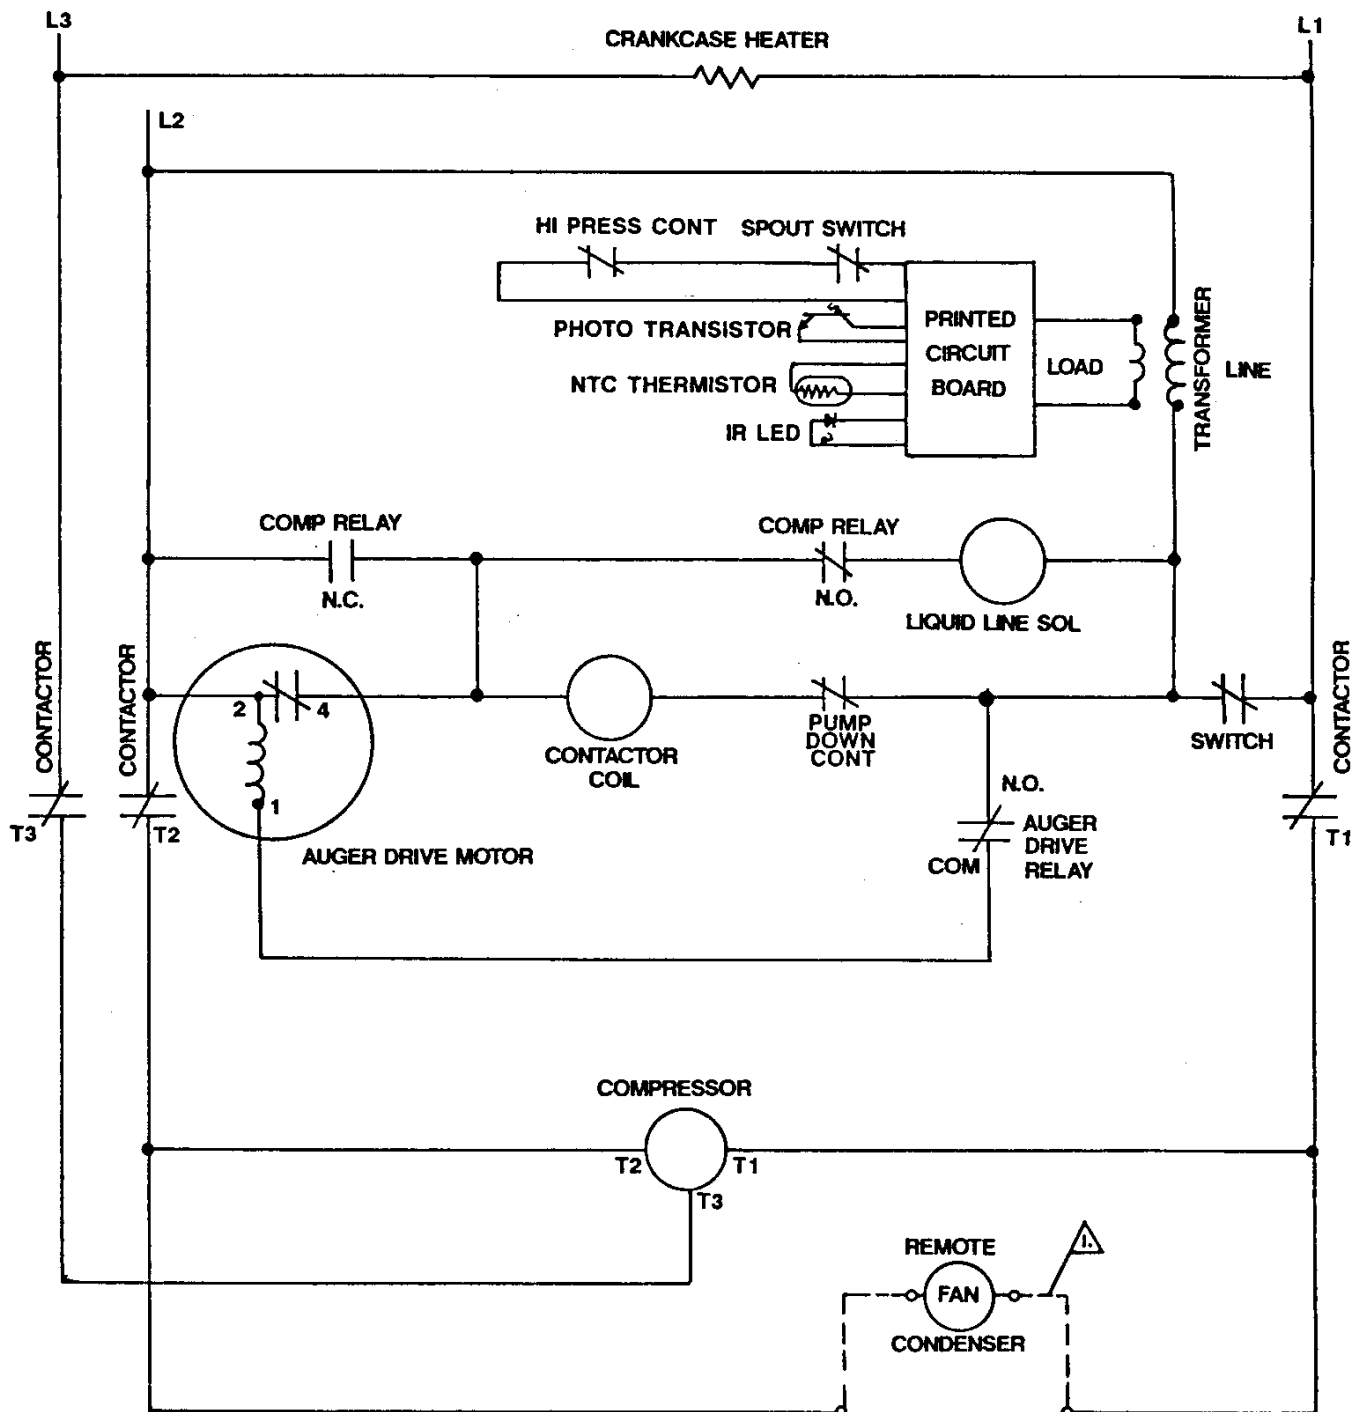 L3
L1
CRANKCASE HEATER
L2
HI PRESS CONT
SPOUT SWITCH
PHOTO TRANSISTOR
NTC THERMISTOR
IR LED
PRINTED
CIRCUIT
BOARD
LOAD
TRANSFORMER
LINE
COMP RELAY
N.C.
COMP RELAY
N.O.
LIQUID LINE SOL
CONTACTOR
CONTACTOR
2
4
1
CONTACTOR
COIL
PUMP
DOWN
CONT
SWITCH
CONTACTOR
T3
T2
AUGER DRIVE MOTOR
N.O.
AUGER
DRIVE
RELAY
COM
T1
COMPRESSOR
T2
T1
T3
REMOTE
FAN
CONDENSER
1.